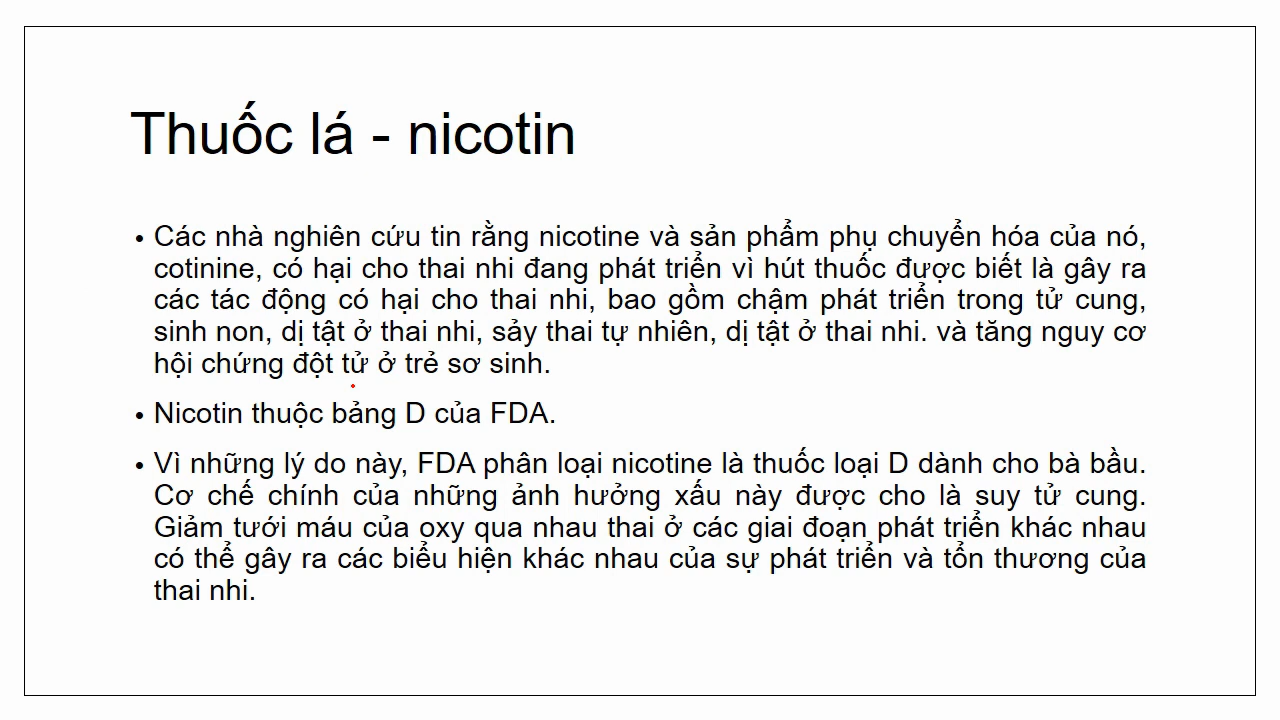 Thuốc lá - nicotin
• Các nhà nghiên cứu tin rằng nicotine và sản phẩm phụ chuyển hóa của nó,
cotinine, có hại cho thai nhi đang phát triển vì hút thuốc được biết là gây ra
các tác động có hại cho thai nhi, bao gồm chậm phát triển trong tử cung,
sinh non, dị tật ở thai nhi, sảy thai tự nhiên, dị tật ở thai nhi. và tăng nguy cơ
hội chứng đột tử ở trẻ sơ sinh.
• Nicotin thuộc bảng D của FDA.
• Vì những lý do này, FDA phân loại nicotine là thuốc loại D dành cho bà bầu.
Cơ chế chính của những ảnh hưởng xấu này được cho là suy tử cung.
Giảm tưới máu của oxy qua nhau thai ở các giai đoạn phát triển khác nhau
có thể gây ra các biểu hiện khác nhau của sự phát triển và tổn thương của
thai nhi.